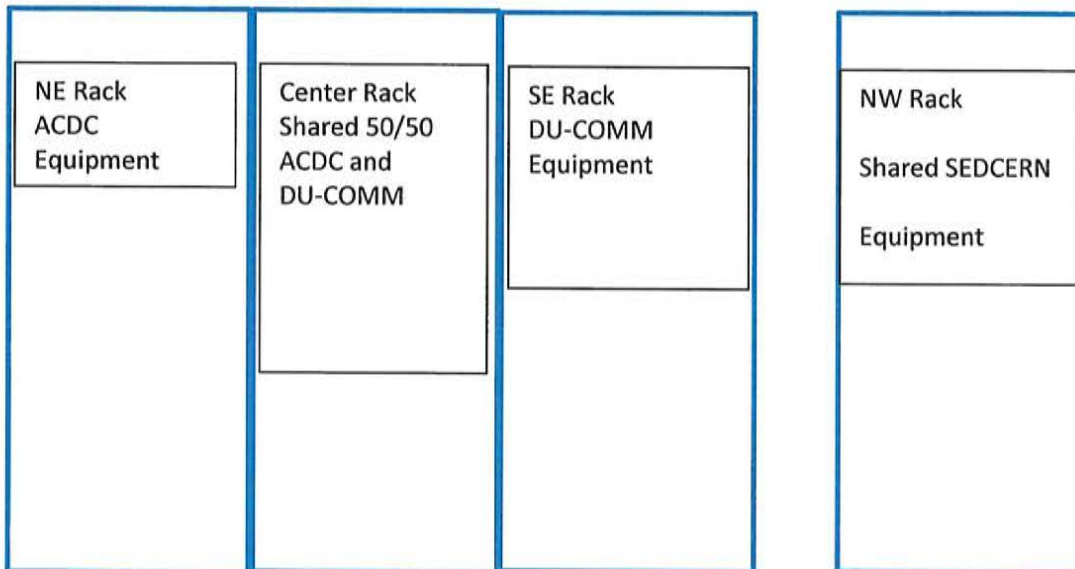 NE Rack
ACDC
Equipment
Center Rack
Shared 50/50
ACDC and
DU-COMM
SE Rack
DU-COMM
Equipment
NW Rack
Shared SEDCERN
Equipment